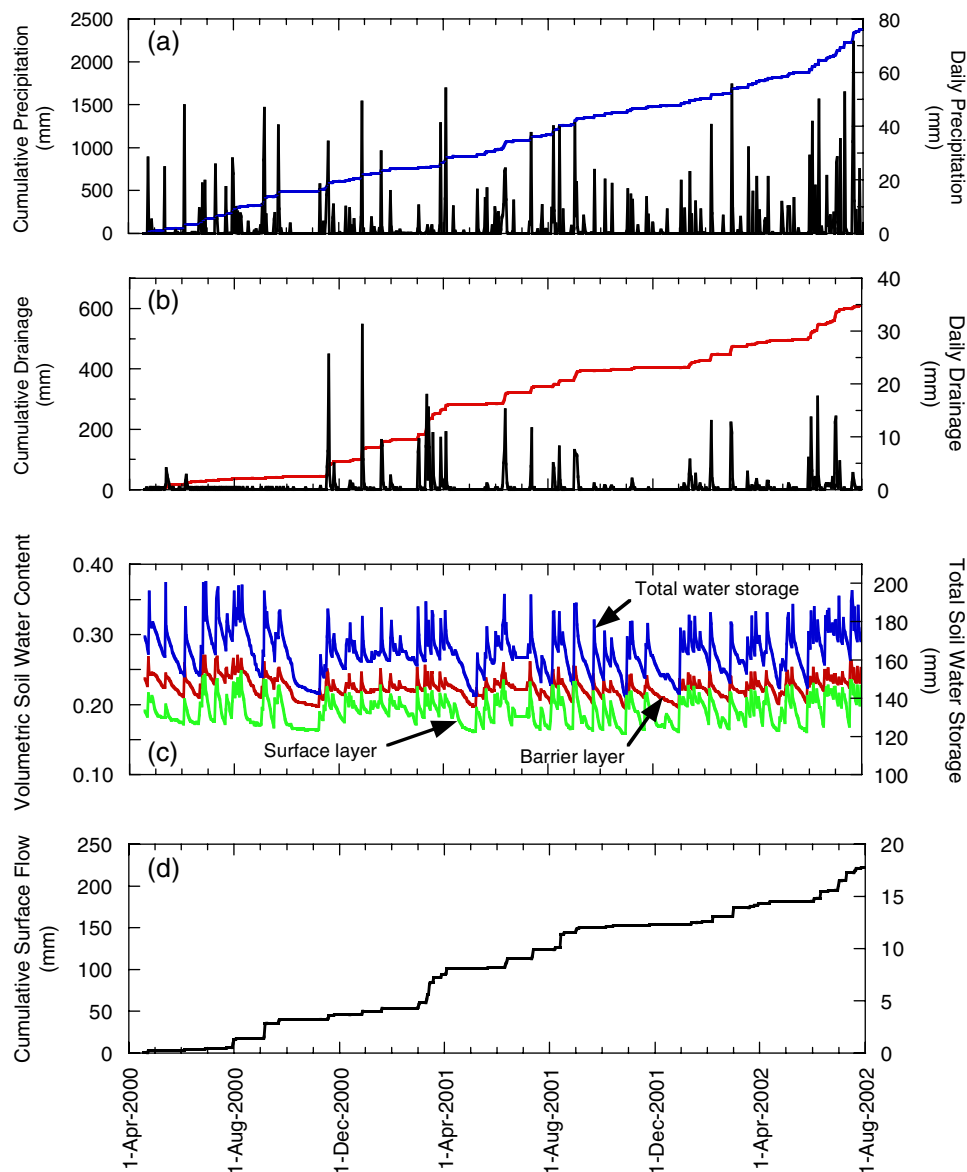 (a)
Cumulative Precipitation
(mm)
2500
2000
1500
1000
500
0
80
60
40
20
0
Daily Precipitation
(mm)
(b)
Cumulative Drainage
(mm)
600
400
200
0
40
30
20
10
0
Daily Drainage
(mm)
(c)
Volumetric Soil Water Content
0.40
0.30
0.20
0.10
Total water storage
Surface layer
Barrier layer
200
180
160
140
120
100
Total Soil Water Storage
(mm)
(d)
Cumulative Surface Flow
(mm)
250
200
150
100
50
0
20
15
10
5
0
1-Apr-2000
1-Aug-2000
1-Dec-2000
1-Apr-2001
1-Aug-2001
1-Dec-2001
1-Apr-2002
1-Aug-2002